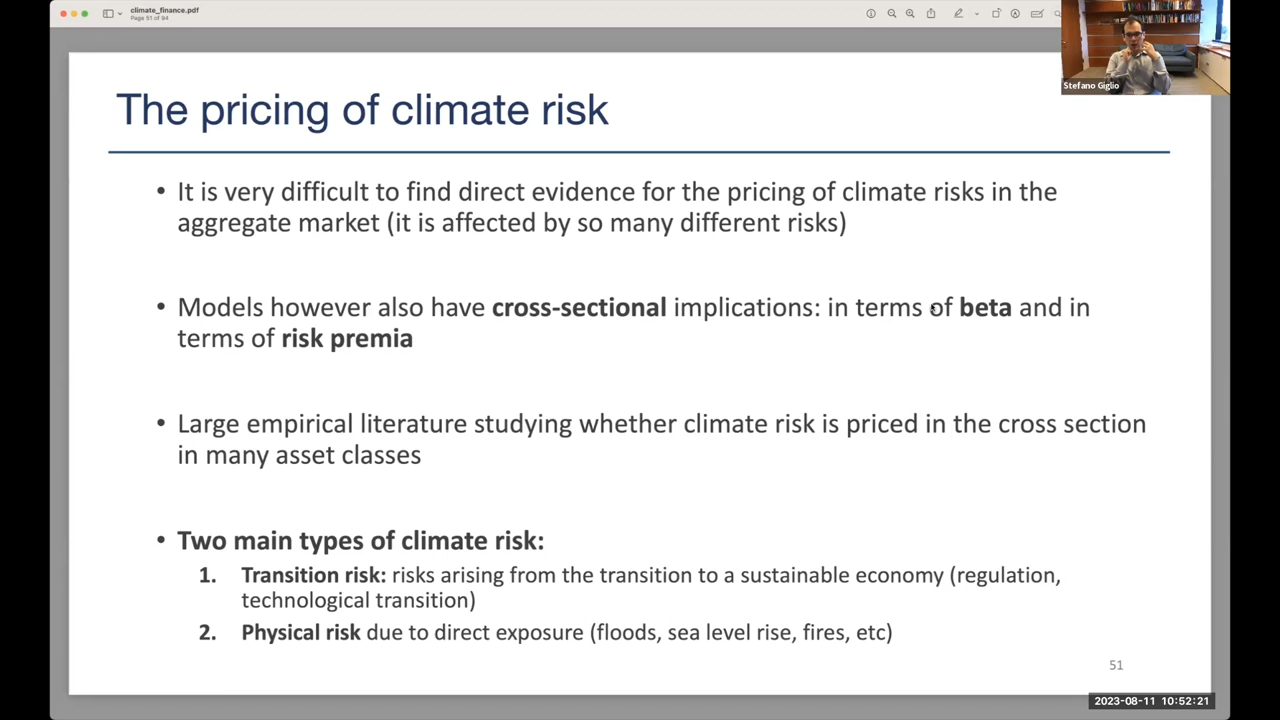 climate_finance.pdf
Page 51 of 94
Stefano Giglio
The pricing of climate risk
• It is very difficult to find direct evidence for the pricing of climate risks in the
aggregate market (it is affected by so many different risks)
• Models however also have cross-sectional implications: in terms of beta and in
terms of risk premia
• Large empirical literature studying whether climate risk is priced in the cross section
in many asset classes
• Two main types of climate risk:
1. Transition risk: risks arising from the transition to a sustainable economy (regulation,
technological transition)
2. Physical risk due to direct exposure (floods, sea level rise, fires, etc)
51
2023-08-11 10:52:21